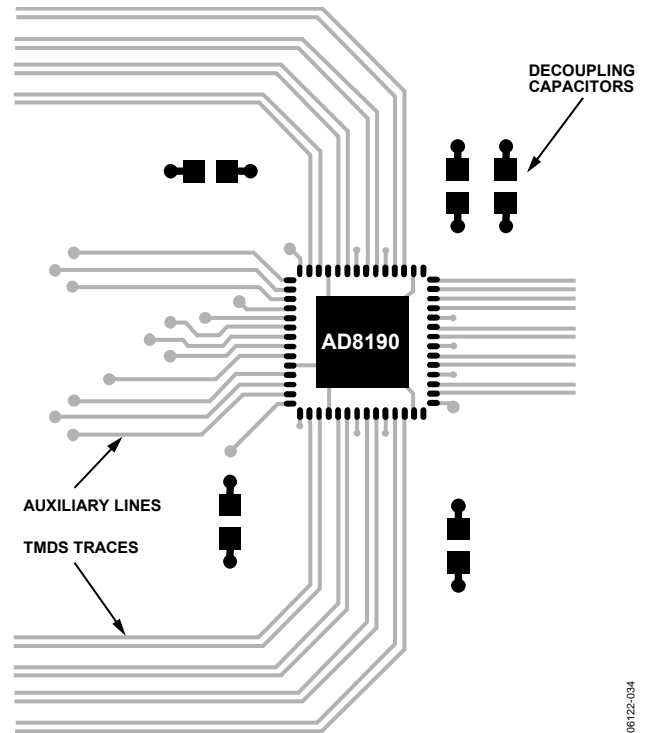 DECOUPLING
CAPACITORS
AD8190
AUXILIARY LINES
TMDS TRACES
06122-034